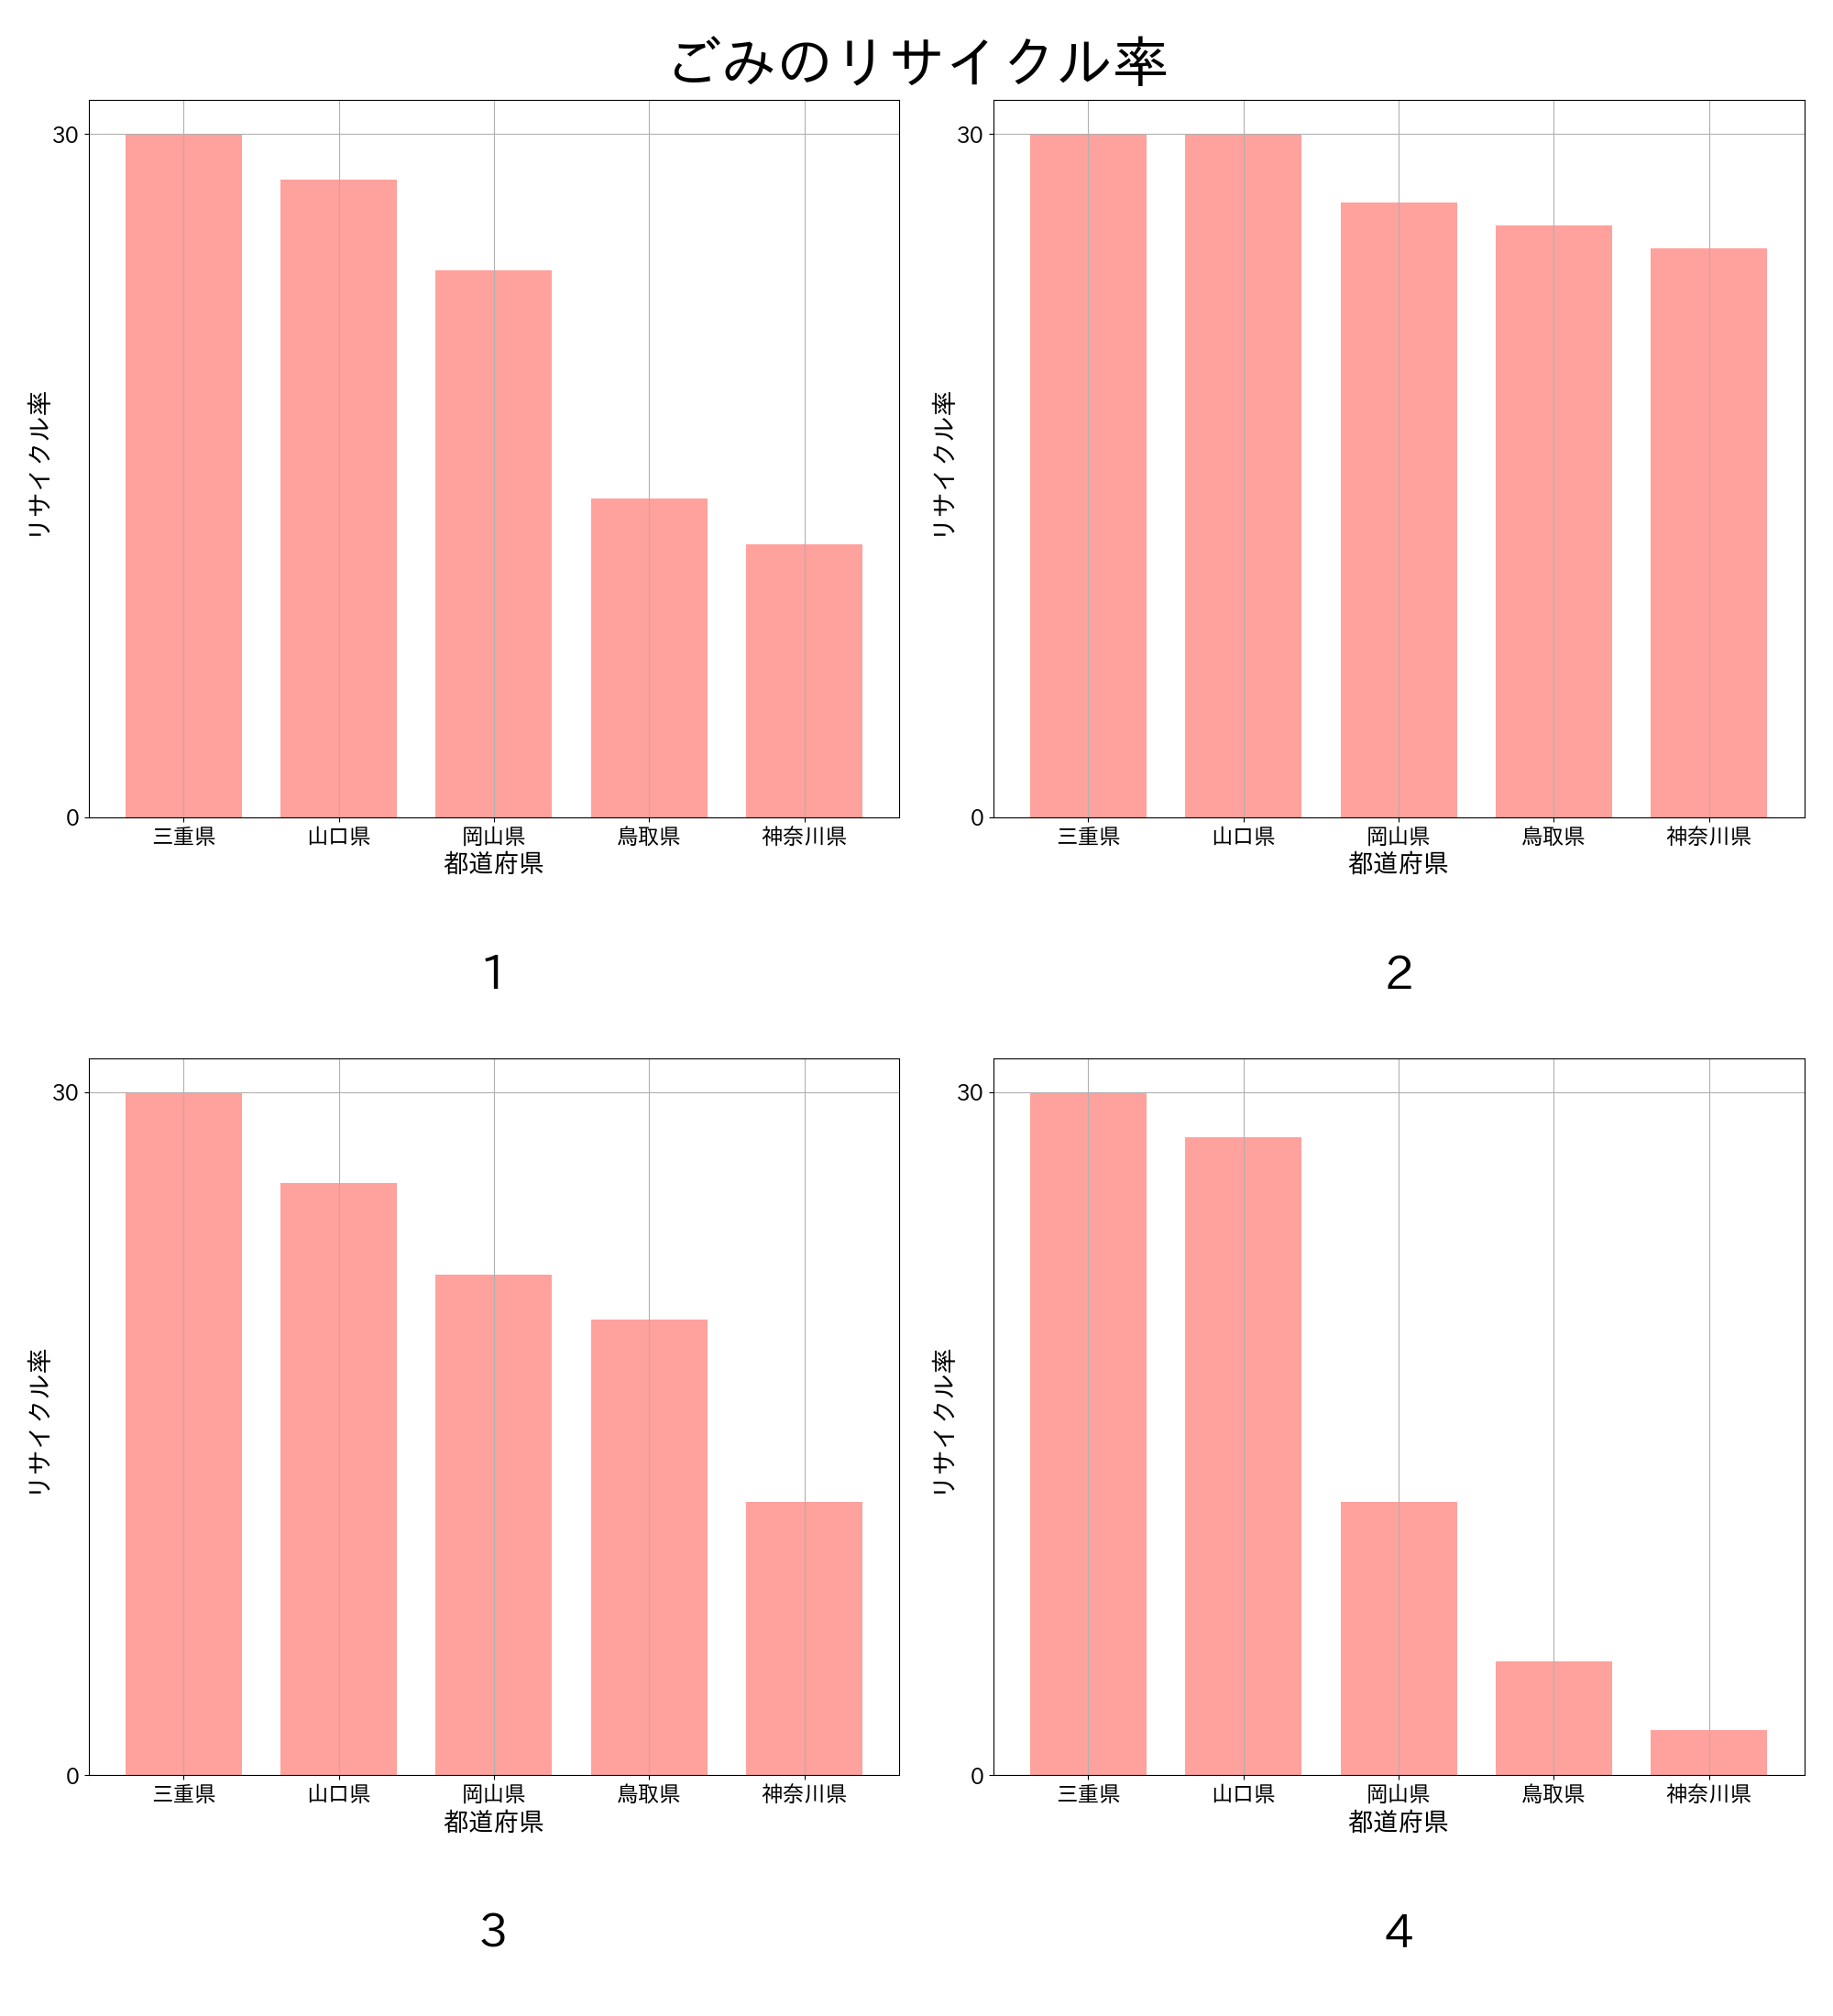 ごみのリサイクル率
30
0
リサイクル率
三重県 山口県 岡山県 鳥取県 神奈川県
都道府県
1
30
0
リサイクル率
三重県 山口県 岡山県 鳥取県 神奈川県
都道府県
2
30
0
リサイクル率
三重県 山口県 岡山県 鳥取県 神奈川県
都道府県
3
30
0
リサイクル率
三重県 山口県 岡山県 鳥取県 神奈川県
都道府県
4